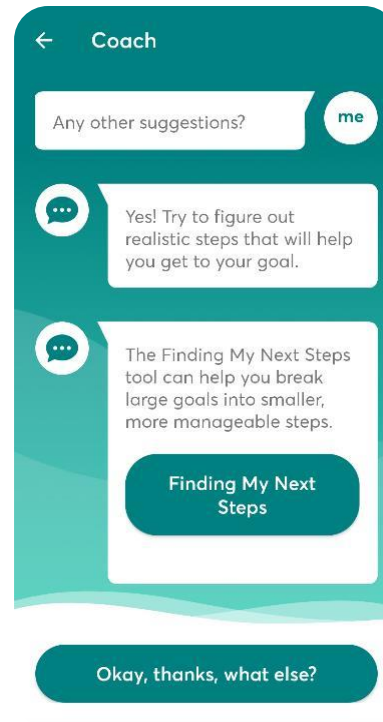 Coach
Any other suggestions?
me
Yes! Try to figure out
realistic steps that will help
you get to your goal.
The Finding My Next Steps
tool can help you break
large goals into smaller,
more manageable steps.
Finding My Next
Steps
Okay, thanks, what else?